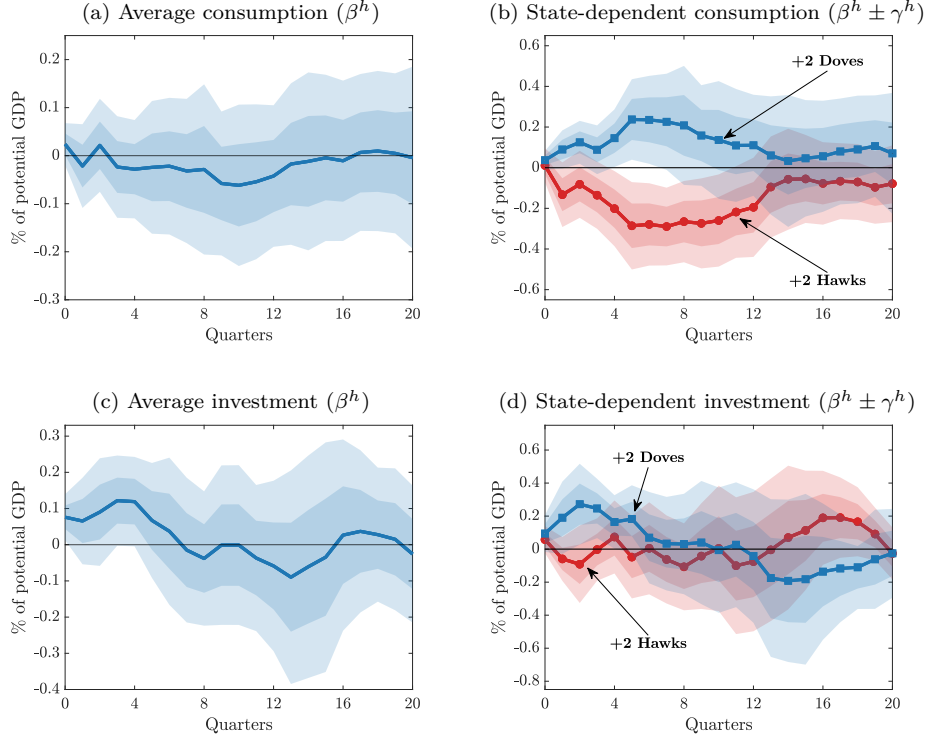 (a) Average consumption (β^h)
% of potential GDP
0.2
0.1
0
-0.1
-0.2
-0.3
0 4 8 12 16 20
Quarters
(b) State-dependent consumption (β^h ± γ^h)
% of potential GDP
0.6
0.4
0.2
0
-0.2
-0.4
-0.6
+2 Doves
+2 Hawks
0 4 8 12 16 20
Quarters
(c) Average investment (β^h)
% of potential GDP
0.3
0.2
0.1
0
-0.1
-0.2
-0.3
-0.4
0 4 8 12 16 20
Quarters
(d) State-dependent investment (β^h ± γ^h)
% of potential GDP
0.6
0.4
0.2
0
-0.2
-0.4
-0.6
-0.8
+2 Doves
+2 Hawks
0 4 8 12 16 20
Quarters